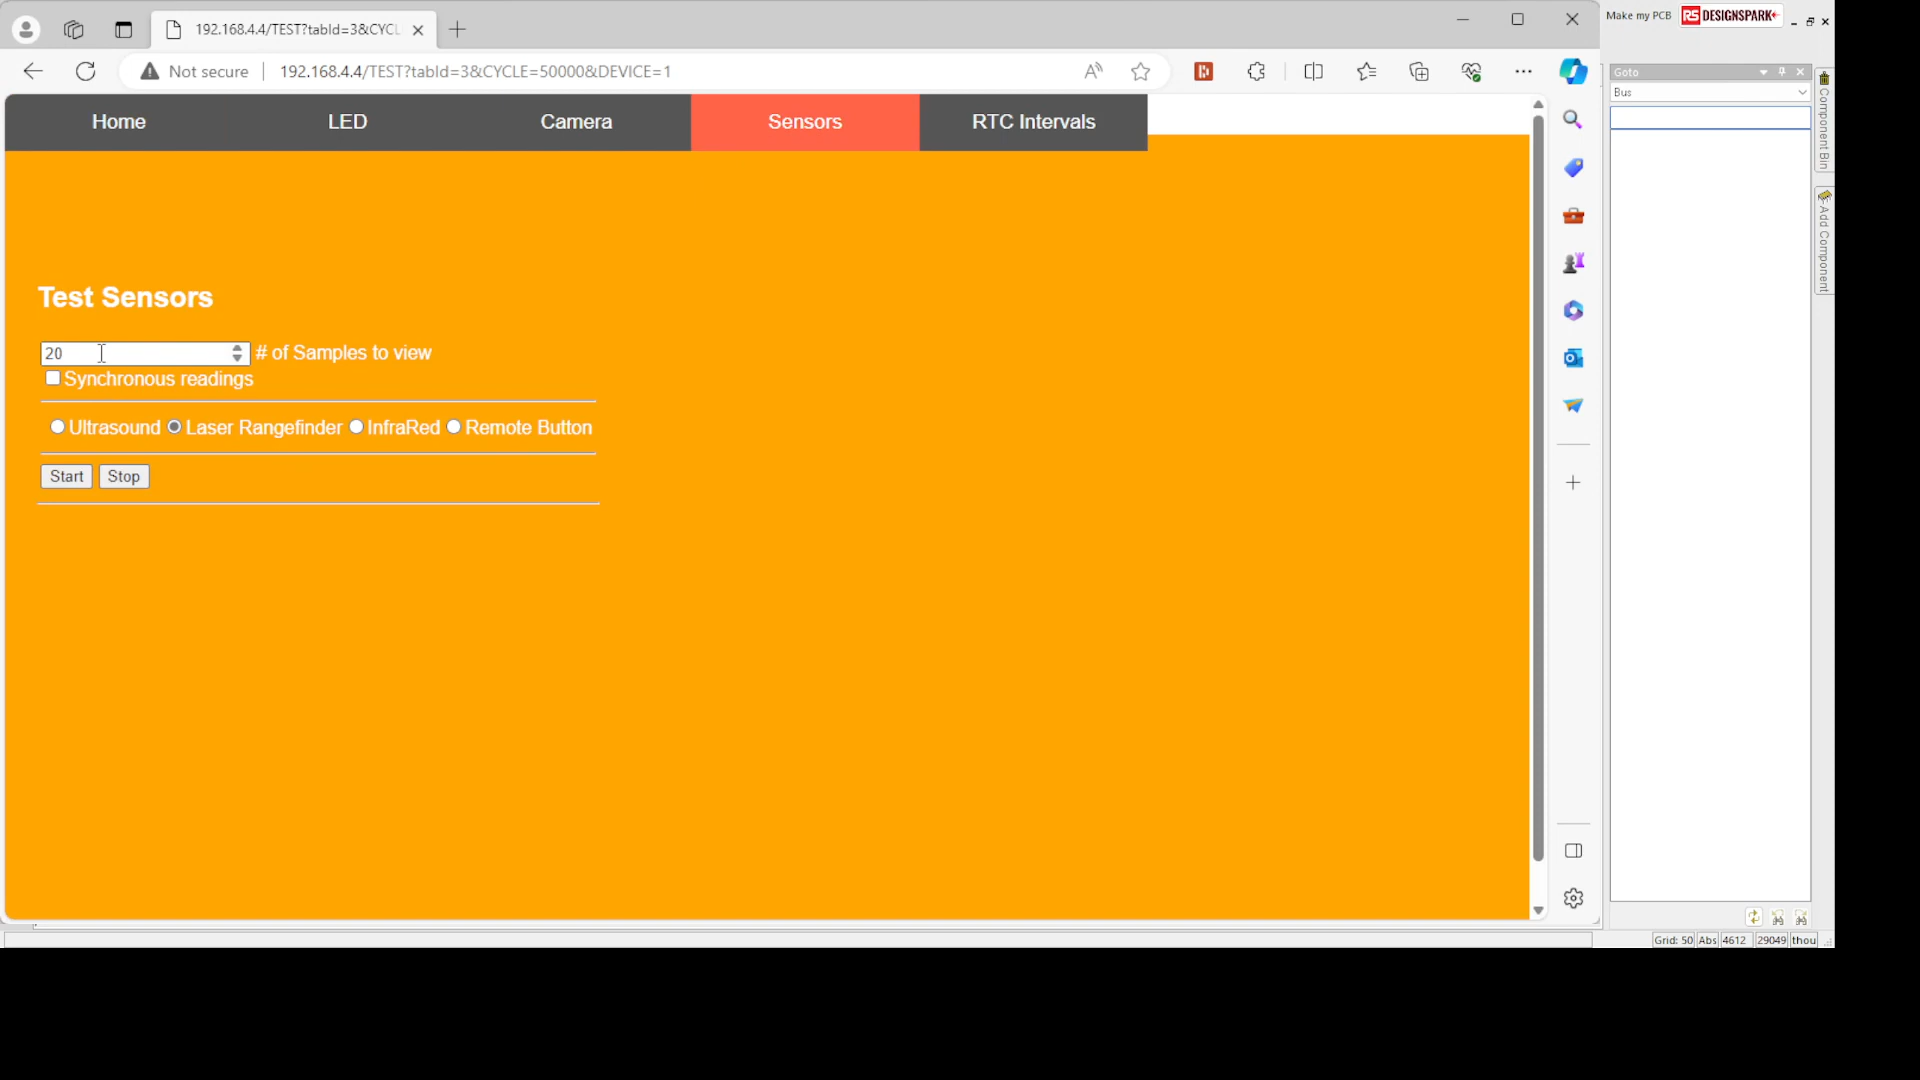 192.168.4.4/TEST?tabId=3&CYCL
Make my PCB RS DESIGNSPARK
Not secure 192.168.4.4/TEST?tabId=3&CYCLE=50000&DEVICE=1
Goto
Bus
Home LED Camera Sensors RTC Intervals
Component Bin
Add Component
Test Sensors
20 # of Samples to view
Synchronous readings
Ultrasound Laser Rangefinder InfraRed Remote Button
Start Stop
Grid: 50 Abs 4612 29049 thou